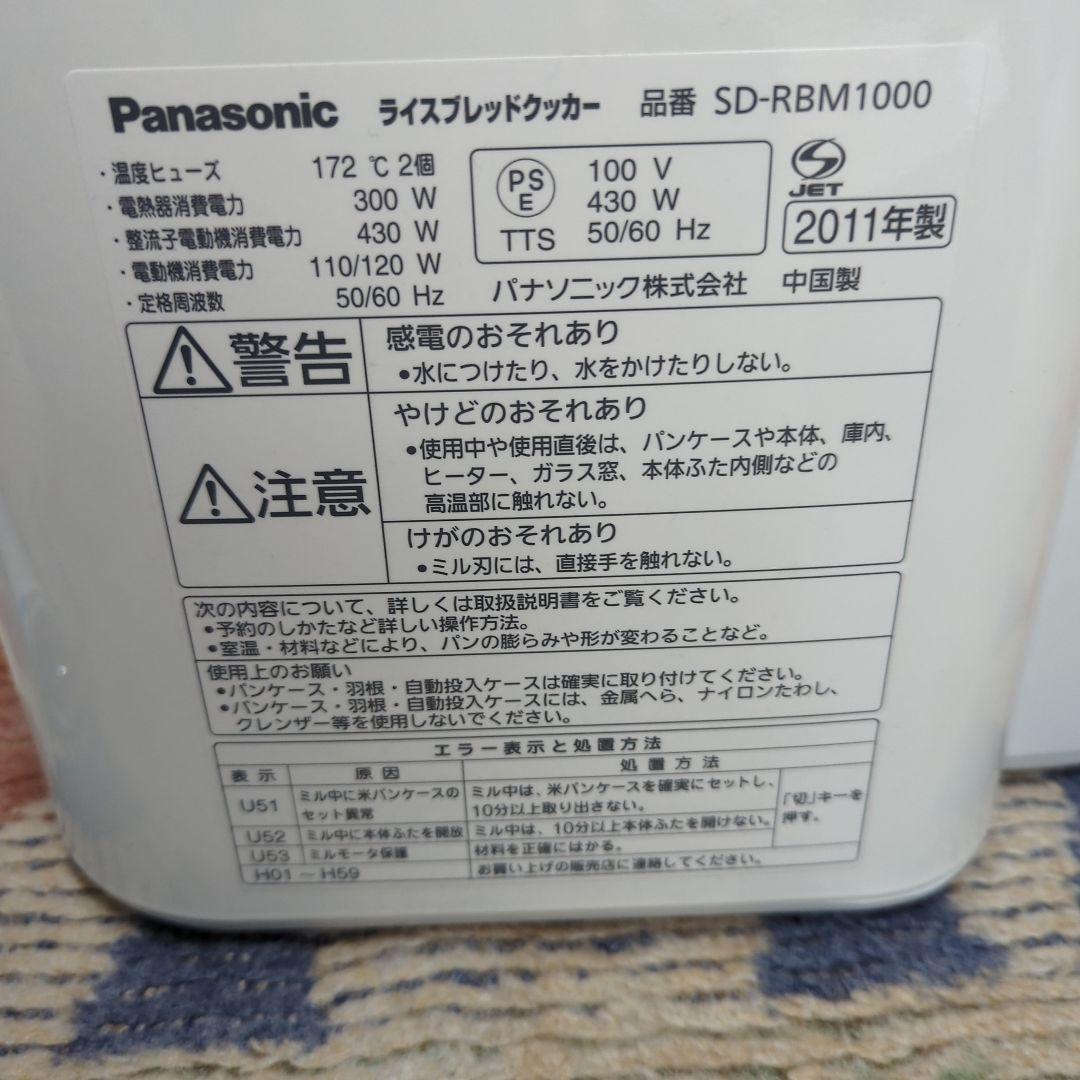 Panasonic ライスブレッドクッカー 品番 SD-RBM1000
・温度ヒューズ 172 ℃ 2個
・電熱器消費電力 300 W
・整流子電動機消費電力 430 W
・電動機消費電力 110/120 W
・定格周波数 50/60 Hz
PS E TTS
100 V
430 W
50/60 Hz
JET
2011年製
パナソニック株式会社 中国製
警告
感電のおそれあり
●水につけたり、水をかけたりしない。
注意
やけどのおそれあり
●使用中や使用直後は、パンケースや本体、庫内、
ヒーター、ガラス窓、本体ふた内側などの
高温部に触れない。
けがのおそれあり
●ミル刃には、直接手を触れない。
次の内容について、詳しくは取扱説明書をご覧ください。
●予約のしかたなど詳しい操作方法。
●室温・材料などにより、パンの膨らみや形が変わることなど。
使用上のお願い
●パンケース・羽根・自動投入ケースは確実に取り付けてください。
●パンケース・羽根・自動投入ケースには、金属へら、ナイロンたわし、
クレンザー等を使用しないでください。
エラー表示と処置方法
表示 原因 処置方法
U51 ミル中に米パンケースの
セット異常
ミル中は、米パンケースを確実にセットし、
10分以上取り出さない。
「切」キーを
押す。
U52 ミル中に本体ふたを開放 ミル中は、10分以上本体ふたを開けない。
U53 ミルモータ保護 材料を正確にはかる。
H01 ～ H59 お買い上げの販売店に連絡してください。